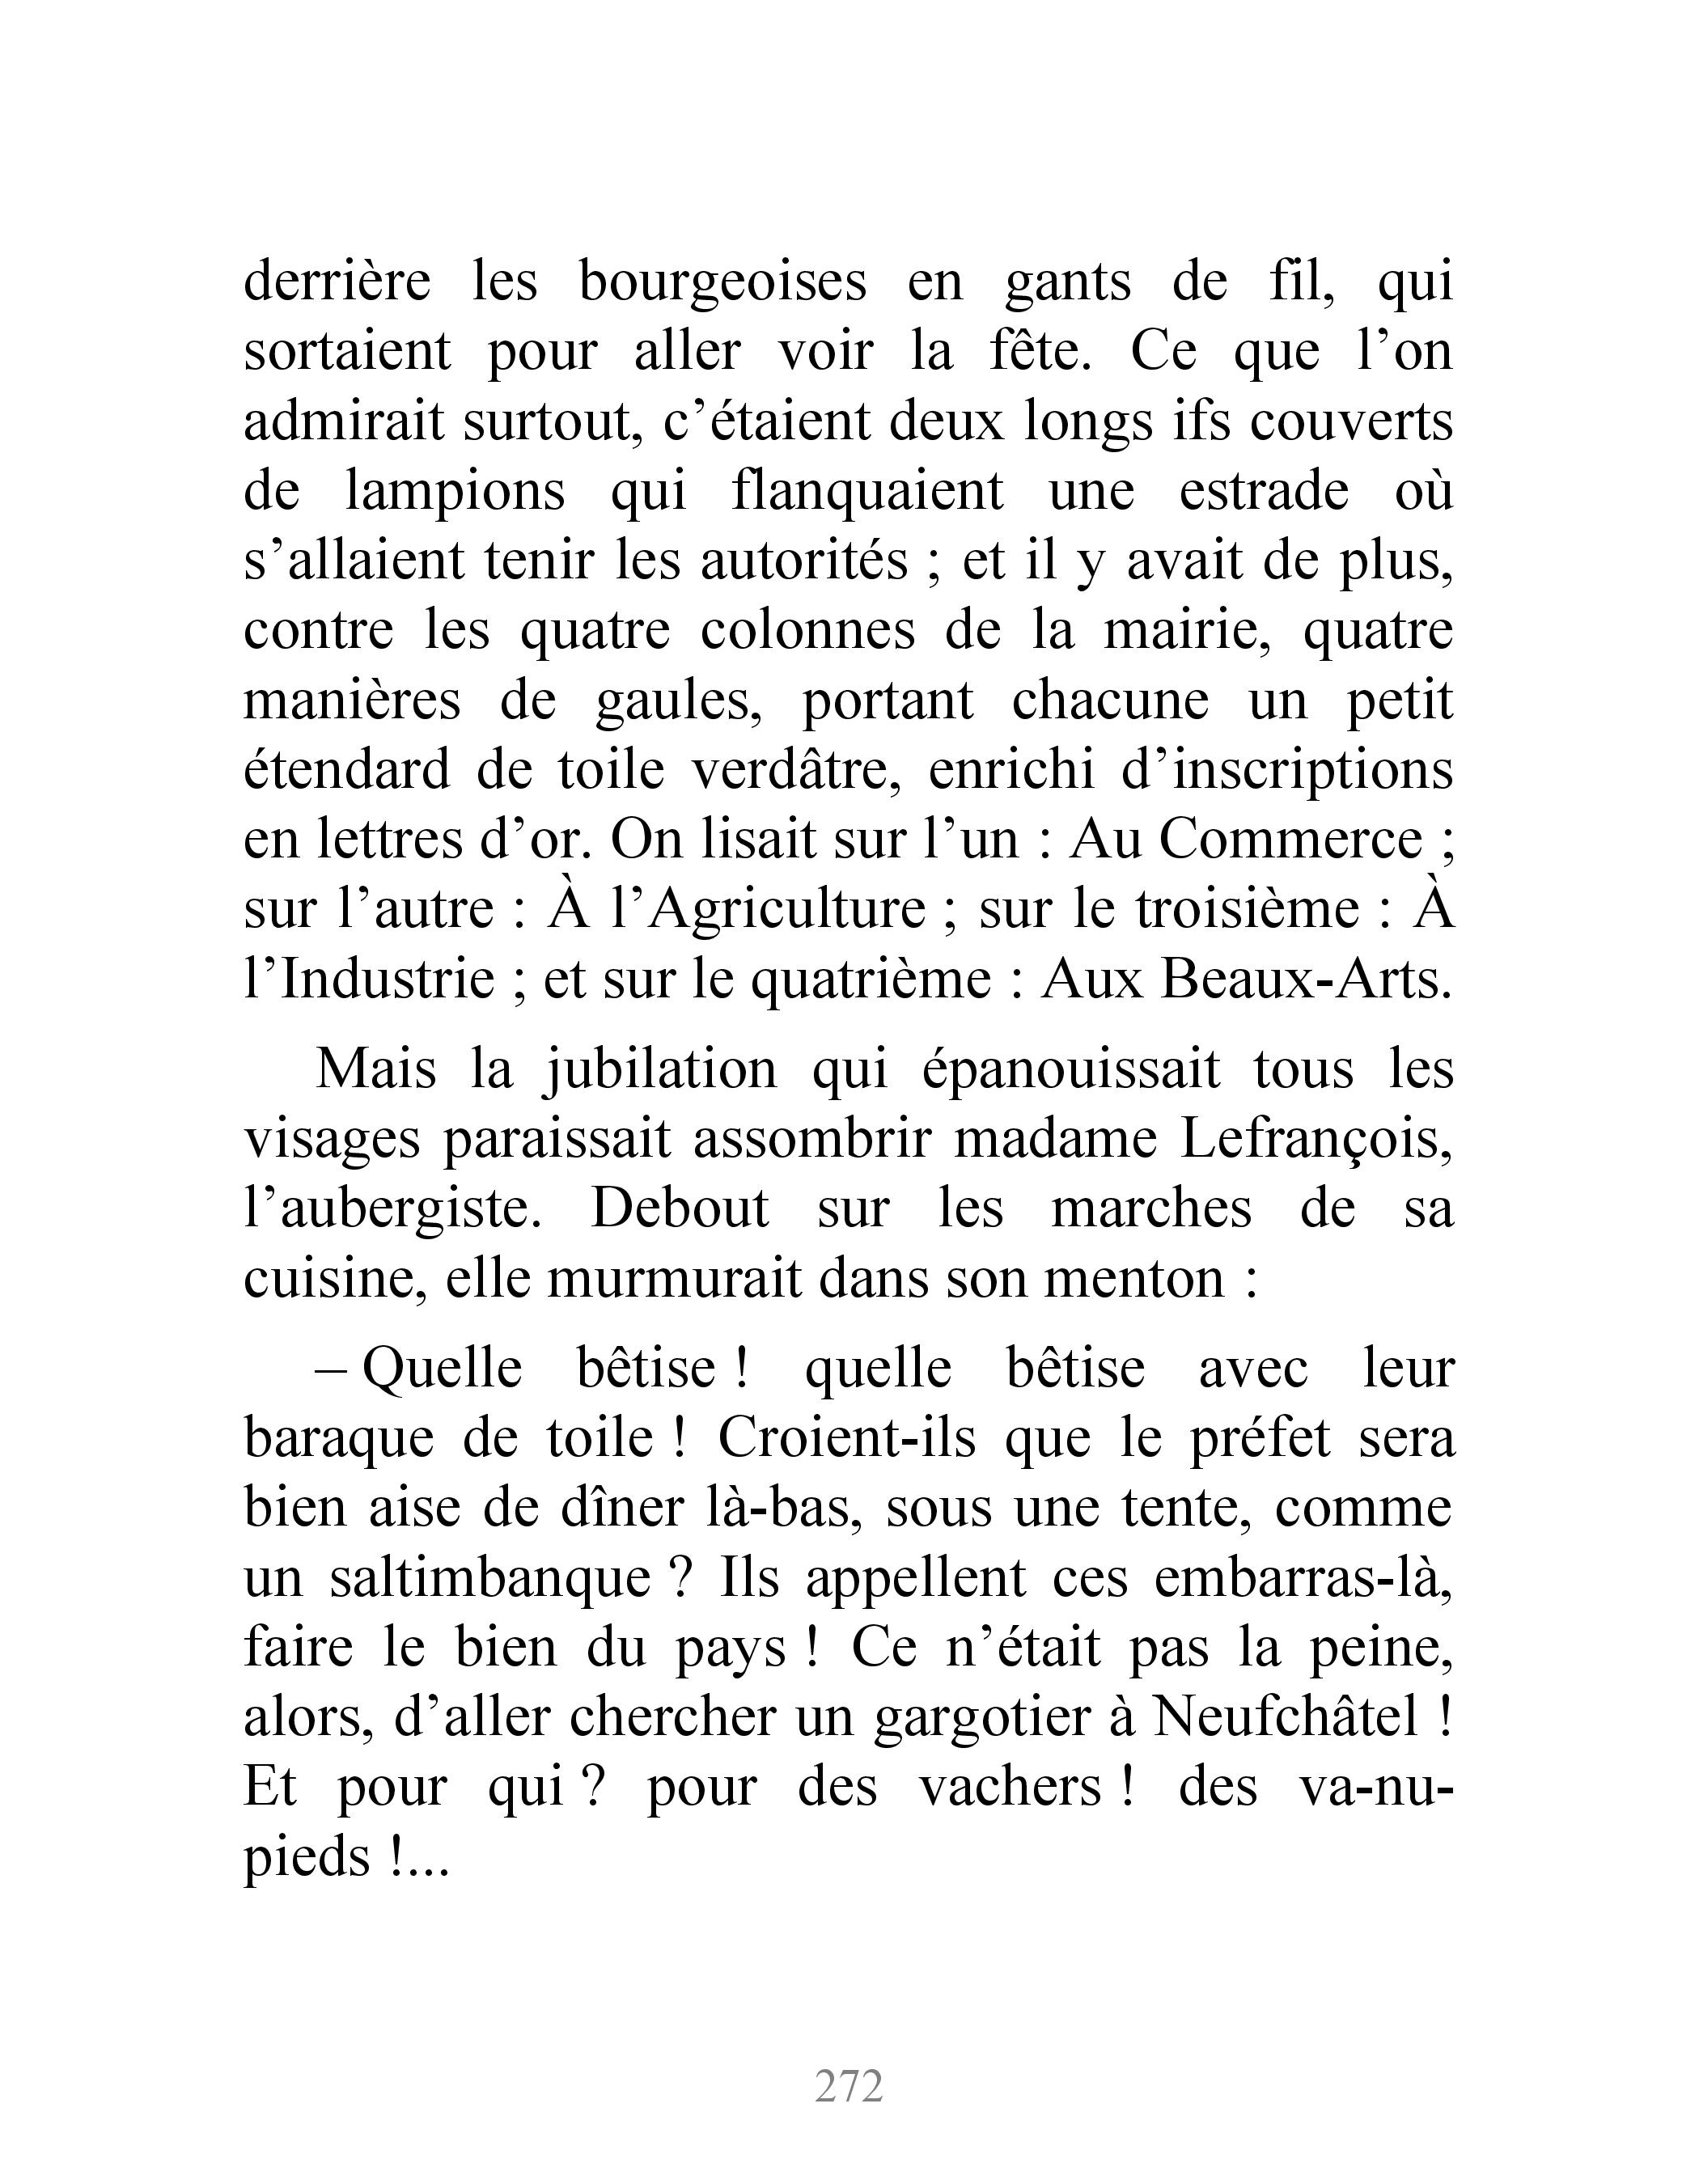 derrière les bourgeoises en gants de fil, qui
sortaient pour aller voir la fête. Ce que l’on
admirait surtout, c’étaient deux longs ifs couverts
de lampions qui flanquaient une estrade où
s’allaient tenir les autorités ; et il y avait de plus,
contre les quatre colonnes de la mairie, quatre
manières de gaules, portant chacune un petit
étendard de toile verdâtre, enrichi d’inscriptions
en lettres d’or. On lisait sur l’un : Au Commerce ;
sur l’autre : À l’Agriculture ; sur le troisième : À
l’Industrie ; et sur le quatrième : Aux Beaux-Arts.
Mais la jubilation qui épanouissait tous les
visages paraissait assombrir madame Lefrançois,
l’aubergiste. Debout sur les marches de sa
cuisine, elle murmurait dans son menton :
– Quelle bêtise ! quelle bêtise avec leur
baraque de toile ! Croient-ils que le préfet sera
bien aise de dîner là-bas, sous une tente, comme
un saltimbanque ? Ils appellent ces embarras-là,
faire le bien du pays ! Ce n’était pas la peine,
alors, d’aller chercher un gargotier à Neufchâtel !
Et pour qui ? pour des vachers ! des va-nu-
pieds !...
272